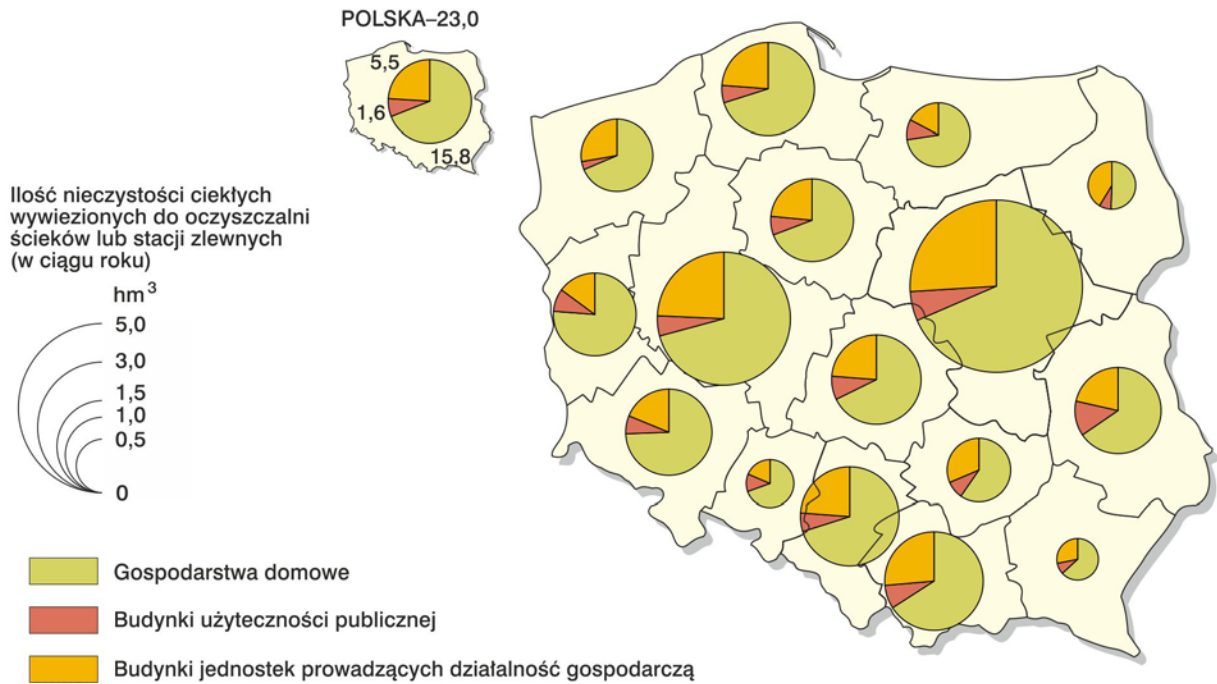 POLSKA–23,0
5,5
1,6
15,8
Ilość nieczystości ciekłych
wywiezionych do oczyszczalni
ścieków lub stacji zlewnych
(w ciągu roku)
hm³
5,0
3,0
1,5
1,0
0,5
0
Gospodarstwa domowe
Budynki użyteczności publicznej
Budynki jednostek prowadzących działalność gospodarczą